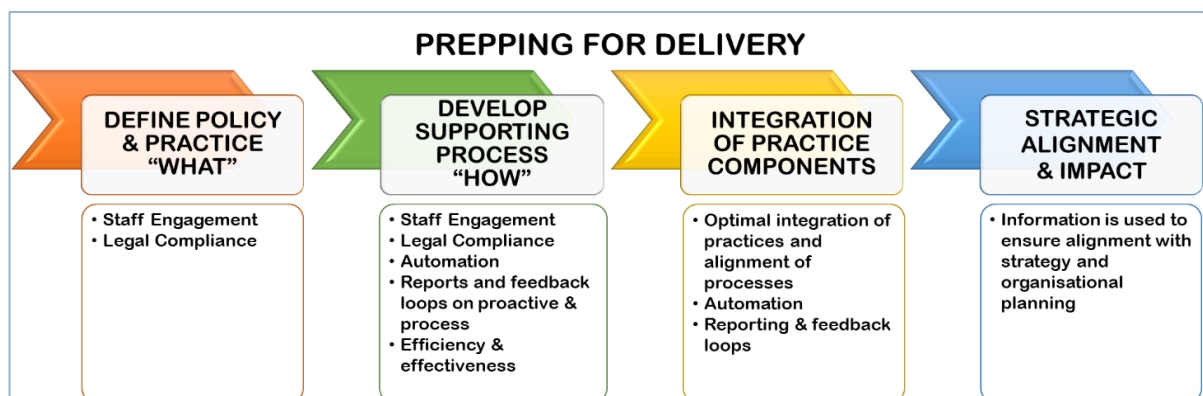 PREPPING FOR DELIVERY
DEFINE POLICY
& PRACTICE
“WHAT”
• Staff Engagement
• Legal Compliance
DEVELOP
SUPPORTING
PROCESS
“HOW”
• Staff Engagement
• Legal Compliance
• Automation
• Reports and feedback
loops on proactive &
process
• Efficiency &
effectiveness
INTEGRATION
OF PRACTICE
COMPONENTS
• Optimal integration of
practices and
alignment of
processes
• Automation
• Reporting & feedback
loops
STRATEGIC
ALIGNMENT
& IMPACT
• Information is used to
ensure alignment with
strategy and
organisational
planning